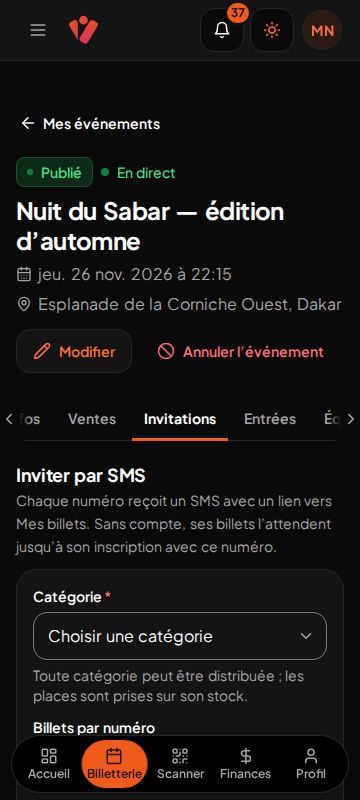 37
MN
Mes événements
Publié
En direct
Nuit du Sabar — édition
d’automne
jeu. 26 nov. 2026 à 22:15
Esplanade de la Corniche Ouest, Dakar
Modifier
Annuler l’événement
Ventes
Invitations
Entrées
Inviter par SMS
Chaque numéro reçoit un SMS avec un lien vers
Mes billets. Sans compte, ses billets l’attendent
jusqu’à son inscription avec ce numéro.
Catégorie *
Choisir une catégorie
Toute catégorie peut être distribuée ; les
places sont prises sur son stock.
Billets par numéro
Accueil
Billetterie
Scanner
Finances
Profil